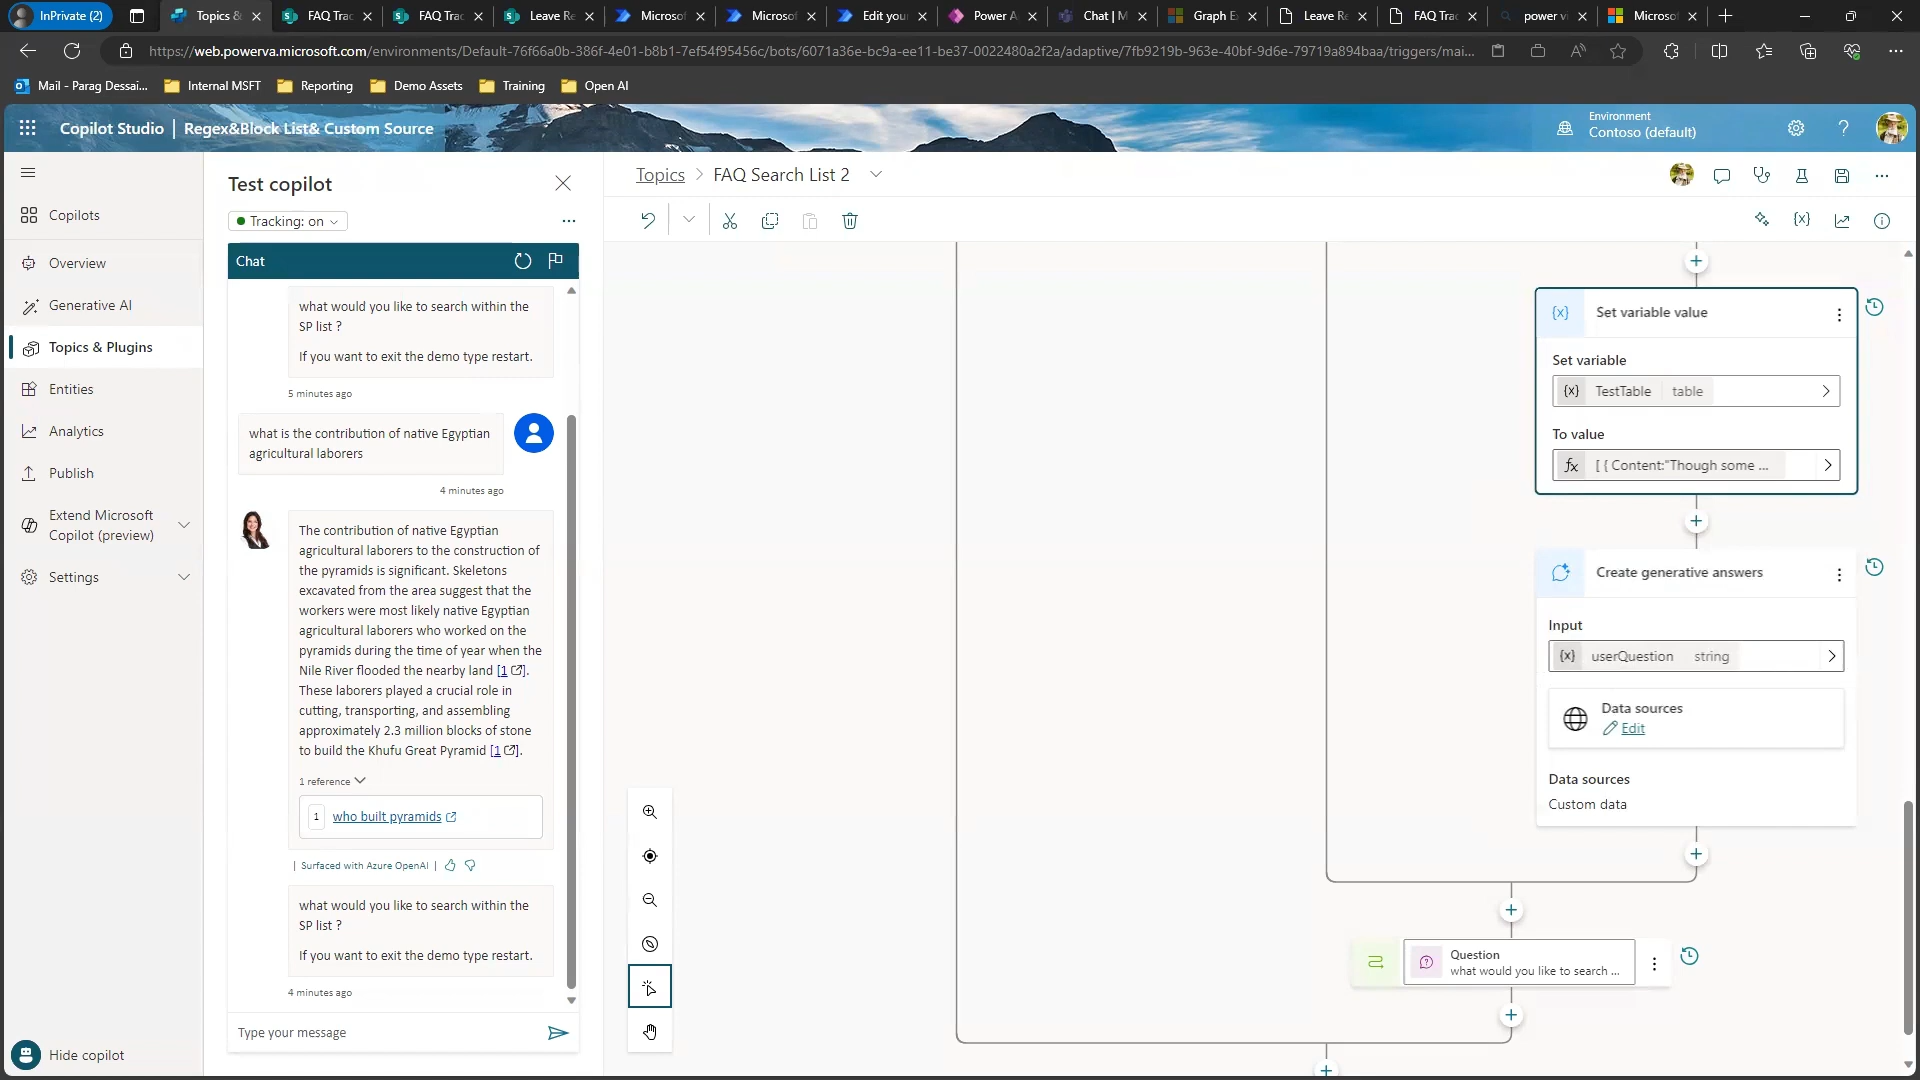 InPrivate (2)
Topics &
FAQ Trac
FAQ Trac
Leave Re
Microsof
Microsof
Edit your
Power A
Chat | M
Graph E
Leave Re
FAQ Trac
power v
Microsof
https://web.powerva.microsoft.com/environments/Default-76f66a0b-386f-4e01-b8b1-7ef54f95456c/bots/6071a36e-bc9a-ee11-be37-0022480a2f2a/adaptive/7fb9219b-963e-40bf-9d6e-79719a894baa/triggers/mai...
Mail - Parag Dessai...
Internal MSFT
Reporting
Demo Assets
Training
Open AI
Copilot Studio | Regex&Block List& Custom Source
Environment
Contoso (default)
Copilots
Overview
Generative AI
Topics & Plugins
Entities
Analytics
Publish
Extend Microsoft
Copilot (preview)
Settings
Hide copilot
Test copilot
Tracking: on
Chat
what would you like to search within the
SP list ?
If you want to exit the demo type restart.
5 minutes ago
what is the contribution of native Egyptian
agricultural laborers
4 minutes ago
The contribution of native Egyptian
agricultural laborers to the construction of
the pyramids is significant. Skeletons
excavated from the area suggest that the
workers were most likely native Egyptian
agricultural laborers who worked on the
pyramids during the time of year when the
Nile River flooded the nearby land [1].
These laborers played a crucial role in
cutting, transporting, and assembling
approximately 2.3 million blocks of stone
to build the Khufu Great Pyramid [1].
1 reference
1 who built pyramids
| Surfaced with Azure OpenAI |
what would you like to search within the
SP list ?
If you want to exit the demo type restart.
4 minutes ago
Type your message
Topics > FAQ Search List 2
{x}
{x} Set variable value
Set variable
{x} TestTable table
To value
fx [ { Content:"Though some ...
Create generative answers
Input
{x} userQuestion string
Data sources
Edit
Data sources
Custom data
Question
what would you like to search ...